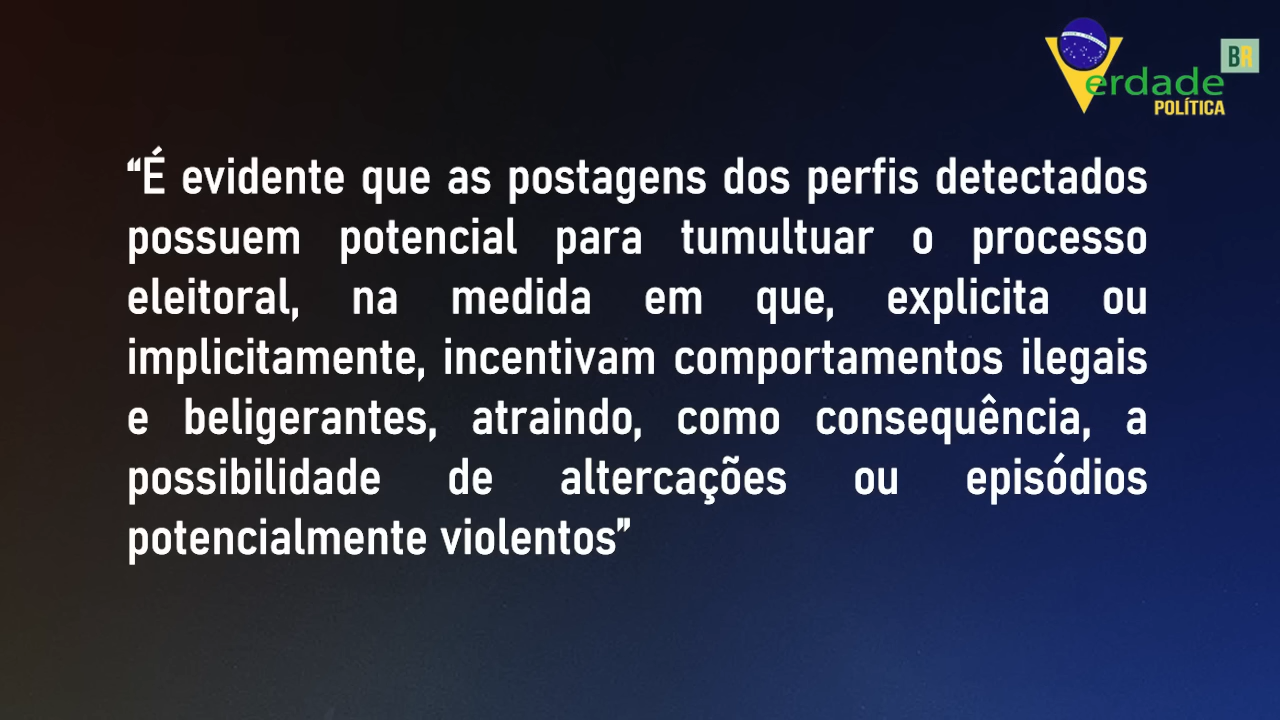 BR
erdade
POLÍTICA
“É evidente que as postagens dos perfis detectados
possuem potencial para tumultuar o processo
eleitoral, na medida em que, explicita ou
implicitamente, incentivam comportamentos ilegais
e beligerantes, atraindo, como consequência, a
possibilidade de altercações ou episódios
potencialmente violentos”